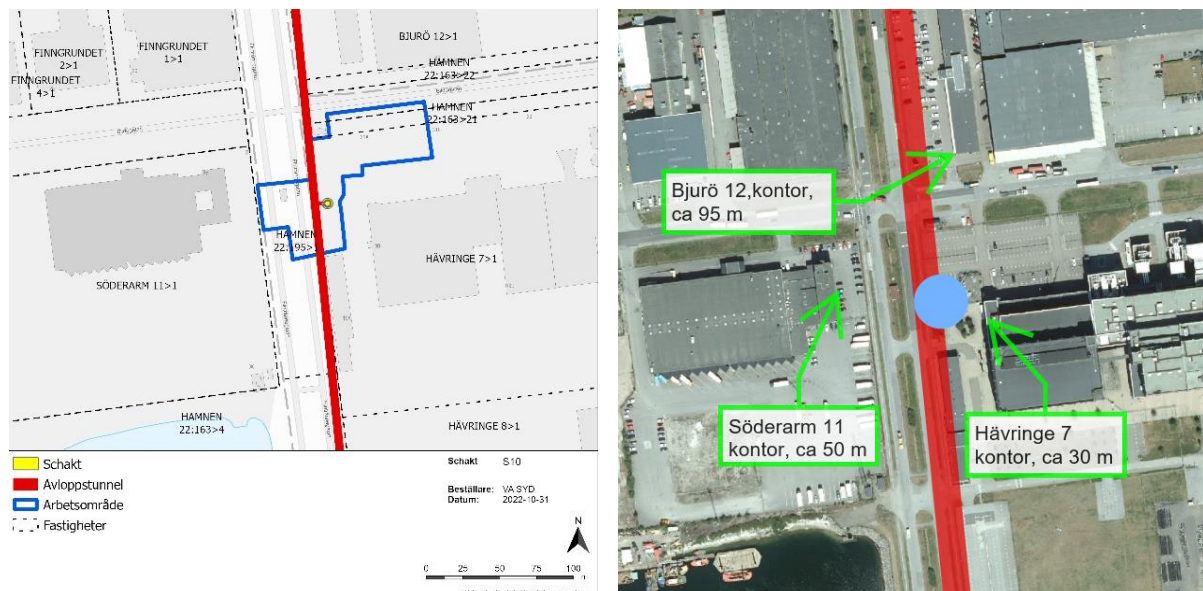 BJURÖ 12>1
FINNGRUNDET
1>1
FINNGRUNDET
2>1
FINNGRUNDET
4>1
HAMNEN
22:163>22
HAMNEN
22:163>21
HAMNEN
22:195>1
HÄVRINGE 7>1
SÖDERARM 11>1
HAMNEN
22:163>4
HÄVRINGE 8>1
Schakt
Avloppstunnel
Arbetsområde
Fastigheter
Schakt S10
Beställare: VA SYD
Datum: 2022-10-31
N
0 25 50 75 100
m
Bjurö 12,kontor,
ca 95 m
Söderarm 11
kontor, ca 50 m
Hävringe 7
kontor, ca 30 m